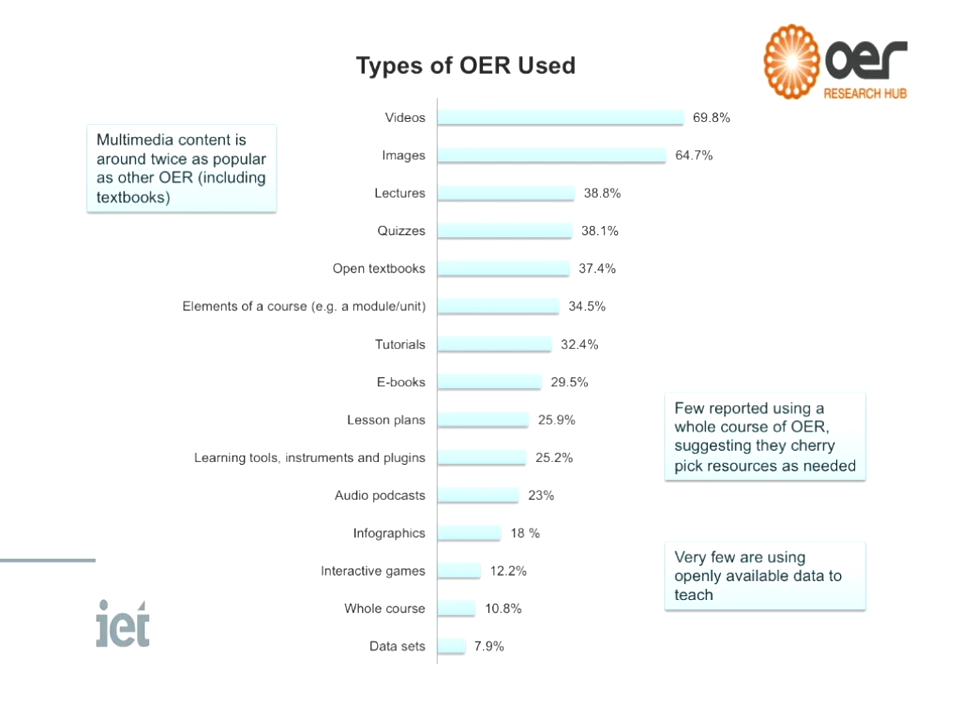 Types of OER Used
oer
RESEARCH HUB
Multimedia content is
around twice as popular
as other OER (including
textbooks)
Videos 69.8%
Images 64.7%
Lectures 38.8%
Quizzes 38.1%
Open textbooks 37.4%
Elements of a course (e.g. a module/unit) 34.5%
Tutorials 32.4%
E-books 29.5%
Lesson plans 25.9%
Learning tools, instruments and plugins 25.2%
Audio podcasts 23%
Infographics 18 %
Interactive games 12.2%
Whole course 10.8%
Data sets 7.9%
Few reported using a
whole course of OER,
suggesting they cherry
pick resources as needed
Very few are using
openly available data to
teach
iet